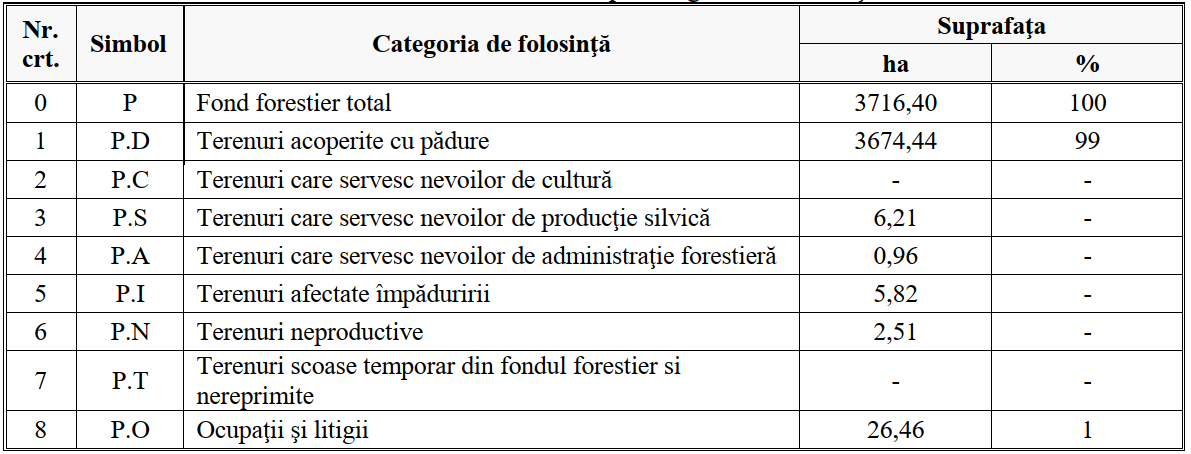 Nr. crt. Simbol Categoria de folosinţă Suprafaţa
ha %
0 P Fond forestier total 3716,40 100
1 P.D Terenuri acoperite cu pădure 3674,44 99
2 P.C Terenuri care servesc nevoilor de cultură - -
3 P.S Terenuri care servesc nevoilor de producţie silvică 6,21 -
4 P.A Terenuri care servesc nevoilor de administraţie forestieră 0,96 -
5 P.I Terenuri afectate împăduririi 5,82 -
6 P.N Terenuri neproductive 2,51 -
7 P.T Terenuri scoase temporar din fondul forestier si
nereprimite - -
8 P.O Ocupaţii şi litigii 26,46 1